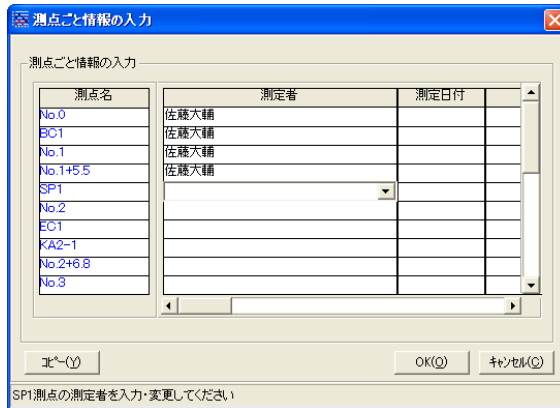 測点ごと情報の入力
測点ごと情報の入力
測点名 測定者 測定日付
No.0 佐藤大輔
BC1 佐藤大輔
No.1 佐藤大輔
No.1+5.5 佐藤大輔
SP1
No.2
EC1
KA2-1
No.2+6.8
No.3
ｺﾋﾟｰ(Y) OK(O) ｷｬﾝｾﾙ(C)
SP1測点の測定者を入力・変更してください